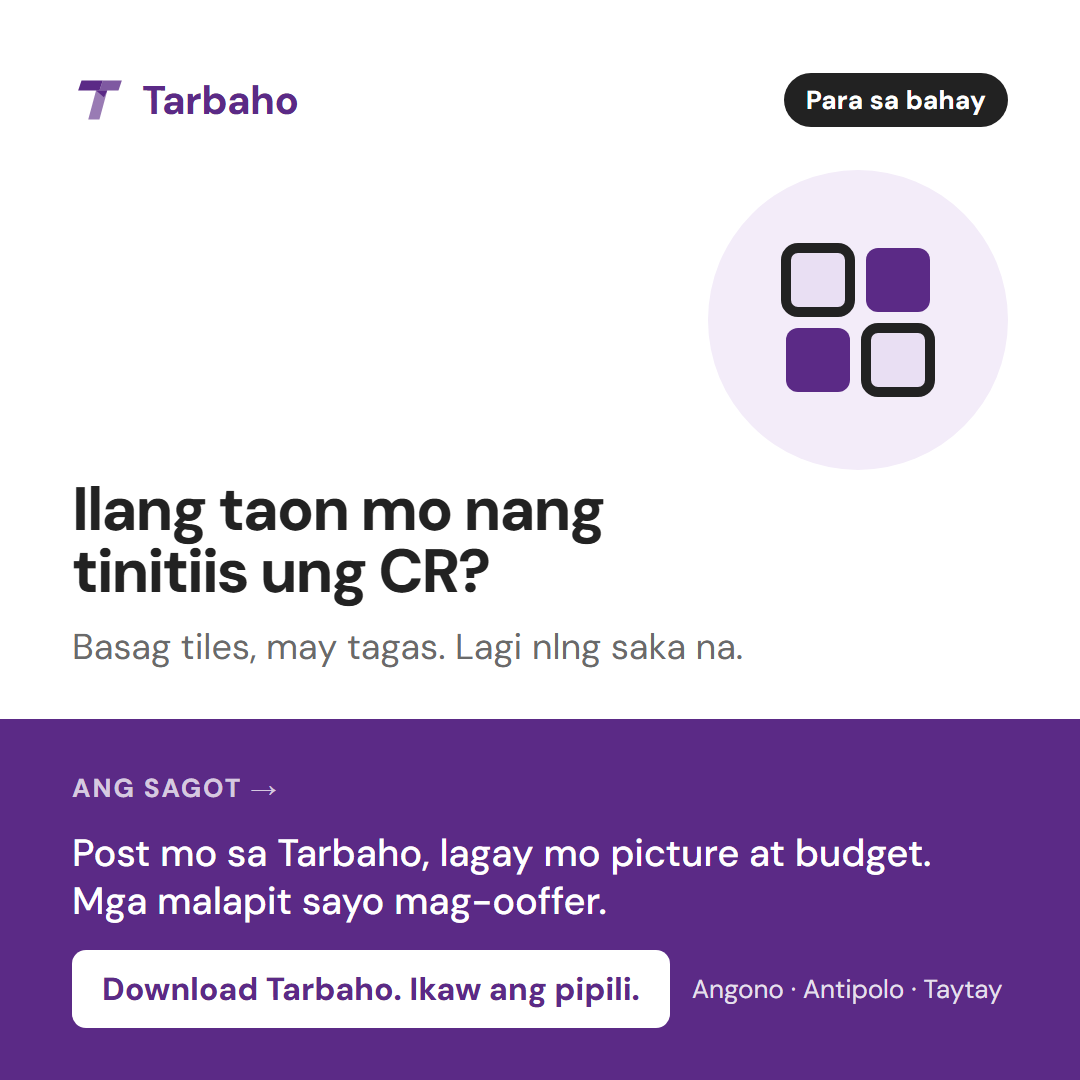 Tarbaho
Para sa bahay
Ilang taon mo nang
tinitiis ung CR?
Basag tiles, may tagas. Lagi nlng saka na.
ANG SAGOT →
Post mo sa Tarbaho, lagay mo picture at budget.
Mga malapit sayo mag-ooffer.
Download Tarbaho. Ikaw ang pipili.
Angono · Antipolo · Taytay